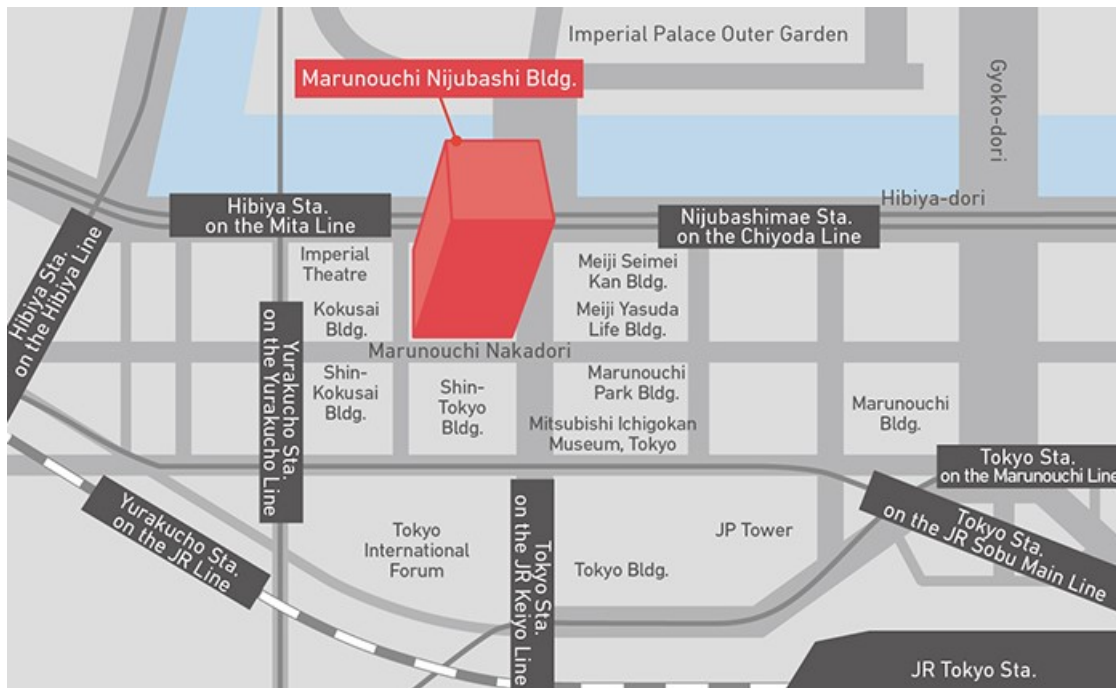 Imperial Palace Outer Garden
Marunouchi Nijubashi Bldg.
Gyoko-dori
Hibiya-dori
Hibiya Sta.
on the Mita Line
Nijubashimae Sta.
on the Chiyoda Line
Hibiya Sta.
on the Hibiya Line
Imperial
Theatre
Meiji Seimei
Kan Bldg.
Kokusai
Bldg.
Meiji Yasuda
Life Bldg.
Yurakucho Sta.
on the Yurakucho Line
Marunouchi Nakadori
Shin-
Kokusai
Bldg.
Shin-
Tokyo
Bldg.
Marunouchi
Park Bldg.
Mitsubishi Ichigokan
Museum, Tokyo
Marunouchi
Bldg.
Tokyo Sta.
on the Marunouchi Line
Yurakucho Sta.
on the JR Line
Tokyo
International
Forum
Tokyo Sta.
on the JR Keiyo Line
Tokyo Bldg.
JP Tower
Tokyo Sta.
on the JR Sobu Main Line
JR Tokyo Sta.